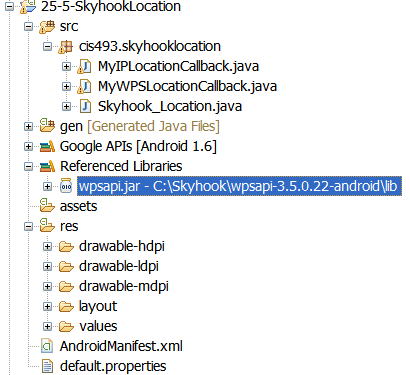 25-5-SkyhookLocation
src
cis493.skyhooklocation
MyIPLocationCallback.java
MyWPSLocationCallback.java
Skyhook_Location.java
gen [Generated Java Files]
Google APIs [Android 1.6]
Referenced Libraries
wpsapi.jar - C:\Skyhook\wpsapi-3.5.0.22-android\lib
assets
res
drawable-hdpi
drawable-ldpi
drawable-mdpi
layout
values
AndroidManifest.xml
default.properties